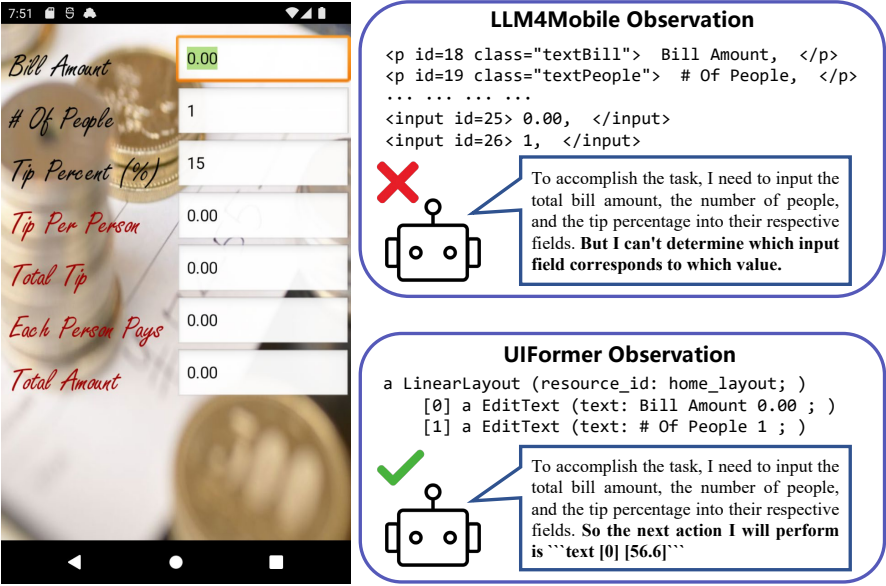 7:51
Bill Amount
0.00
# Of People
1
Tip Percent (%)
15
Tip Per Person
0.00
Total Tip
0.00
Each Person Pays
0.00
Total Amount
0.00
LLM4Mobile Observation
<p id=18 class="textBill">  Bill Amount,  </p>
<p id=19 class="textPeople">  # Of People,  </p>
... ... ... ...
<input id=25> 0.00,  </input>
<input id=26> 1,  </input>
To accomplish the task, I need to input the
total bill amount, the number of people,
and the tip percentage into their respective
fields. But I can't determine which input
field corresponds to which value.
UIFormer Observation
a LinearLayout (resource_id: home_layout; )
[0] a EditText (text: Bill Amount 0.00 ; )
[1] a EditText (text: # Of People 1 ; )
To accomplish the task, I need to input the
total bill amount, the number of people,
and the tip percentage into their respective
fields. So the next action I will perform
is ```text [0] [56.6]```